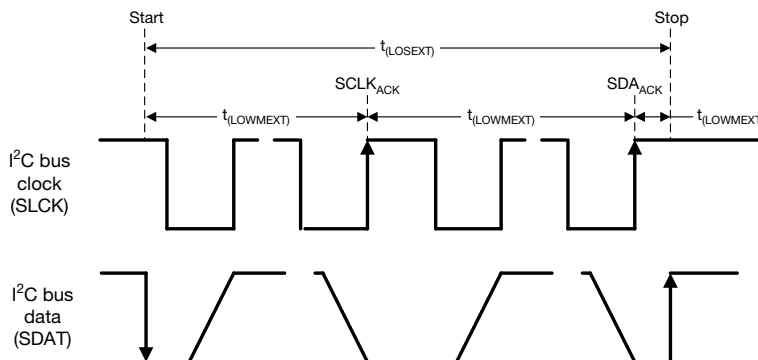 Start Stop
t(LOSEXT)
SCLKACK SDAACK
t(LOWMEXT) t(LOWMEXT) t(LOWMEXT)
I2C bus
clock
(SLCK)
I2C bus
data
(SDAT)